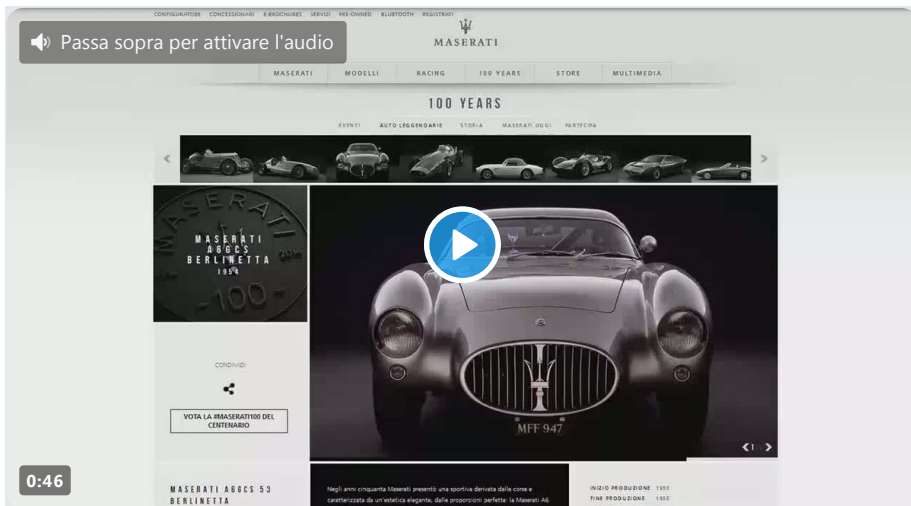 CONFIGURATORE CONCESSIONARI E-BROCHURES SERVIZI PRE-OWNED BLUETOOTH REGISTRATI
Passa sopra per attivare l'audio
MASERATI
MASERATI MODELLI RACING 100 YEARS STORE MULTIMEDIA
100 YEARS
EVENTI AUTO LEGGENDARIE STORIA MASERATI OGGI PARTECIPA
MASERATI
MASERATI
A6GCS
BERLINETTA
1954
-100-
CONDIVIDI
VOTA LA #MASERATI100 DEL
CENTENARIO
MFF 947
0:46
MASERATI A6GCS 53
BERLINETTA
Negli anni cinquanta Maserati presentò una sportiva derivata dalle corse e
caratterizzata da un'estetica elegante, dalle proporzioni perfette: la Maserati A6
INIZIO PRODUZIONE 1953
FINE PRODUZIONE